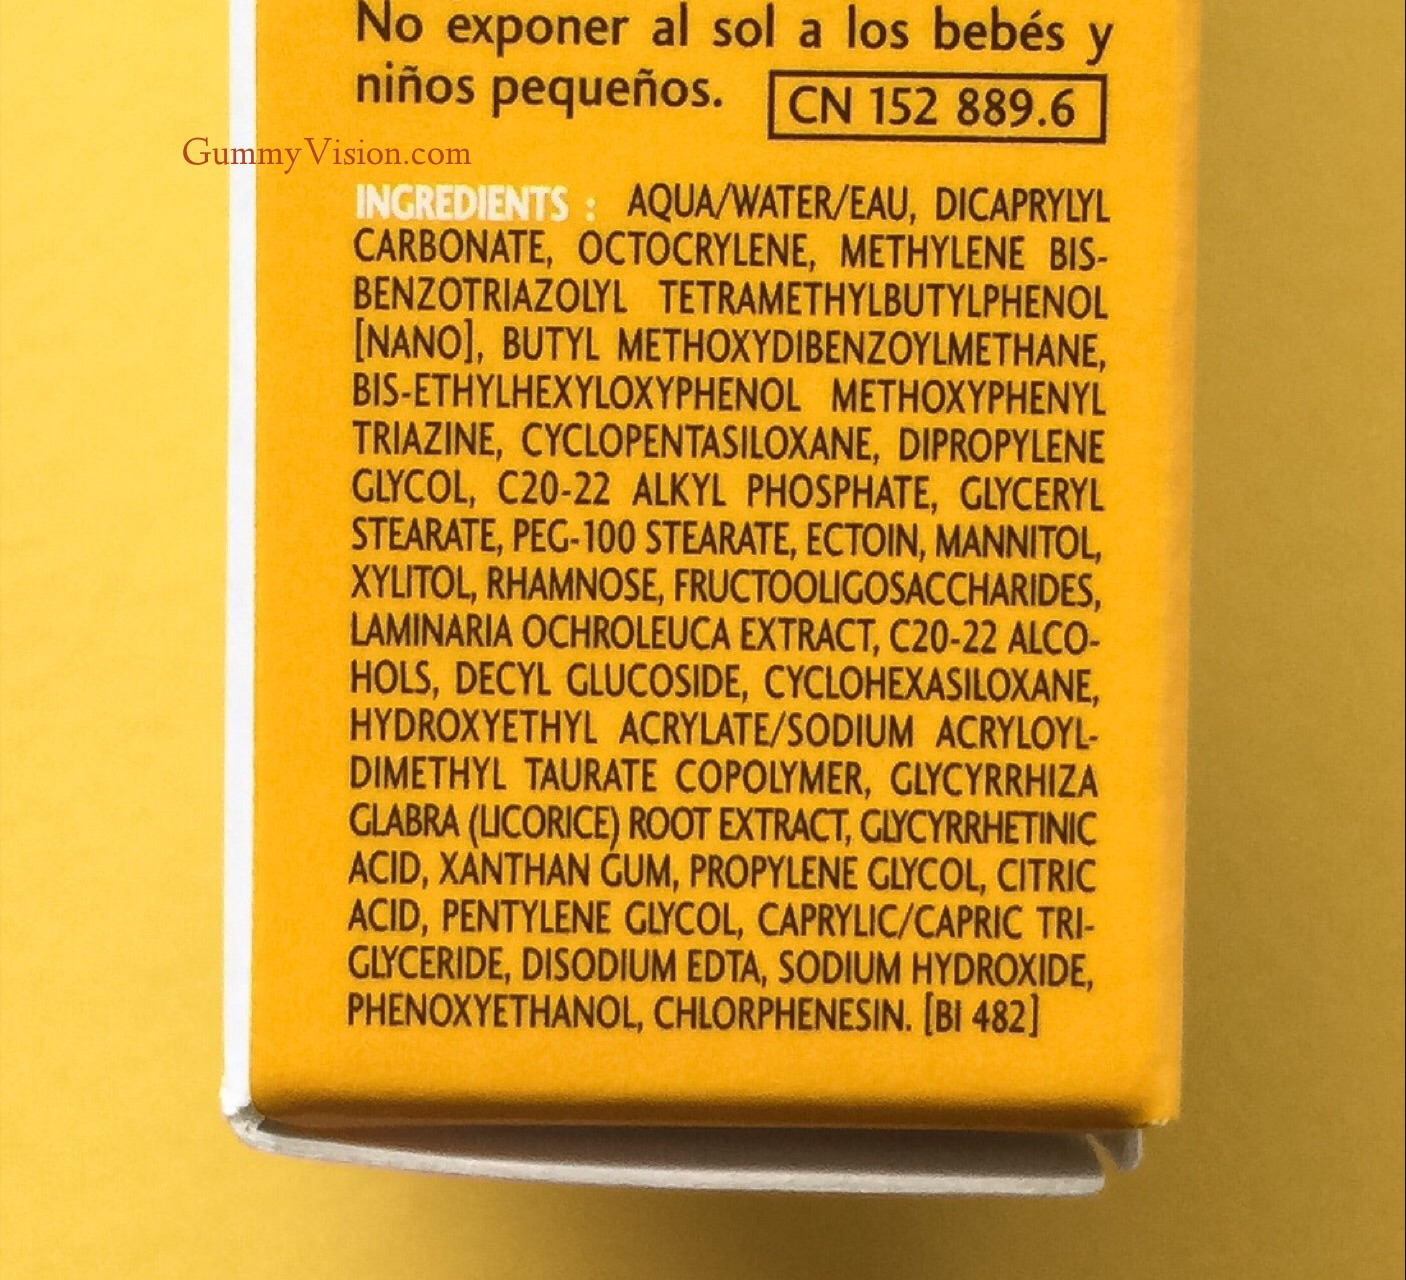 No exponer al sol a los bebés y
niños pequeños.
CN 152 889.6
GummyVision.com
INGREDIENTS : AQUA/WATER/EAU, DICAPRYLYL
CARBONATE, OCTOCRYLENE, METHYLENE BIS-
BENZOTRIAZOLYL TETRAMETHYLBUTYLPHENOL
[NANO], BUTYL METHOXYDIBENZOYLMETHANE,
BIS-ETHYLHEXYLOXYPHENOL METHOXYPHENYL
TRIAZINE, CYCLOPENTASILOXANE, DIPROPYLENE
GLYCOL, C20-22 ALKYL PHOSPHATE, GLYCERYL
STEARATE, PEG-100 STEARATE, ECTOIN, MANNITOL,
XYLITOL, RHAMNOSE, FRUCTOOLIGOSACCHARIDES,
LAMINARIA OCHROLEUCA EXTRACT, C20-22 ALCO-
HOLS, DECYL GLUCOSIDE, CYCLOHEXASILOXANE,
HYDROXYETHYL ACRYLATE/SODIUM ACRYLOYL-
DIMETHYL TAURATE COPOLYMER, GLYCYRRHIZA
GLABRA (LICORICE) ROOT EXTRACT, GLYCYRRHETINIC
ACID, XANTHAN GUM, PROPYLENE GLYCOL, CITRIC
ACID, PENTYLENE GLYCOL, CAPRYLIC/CAPRIC TRI-
GLYCERIDE, DISODIUM EDTA, SODIUM HYDROXIDE,
PHENOXYETHANOL, CHLORPHENESIN. [BI 482]